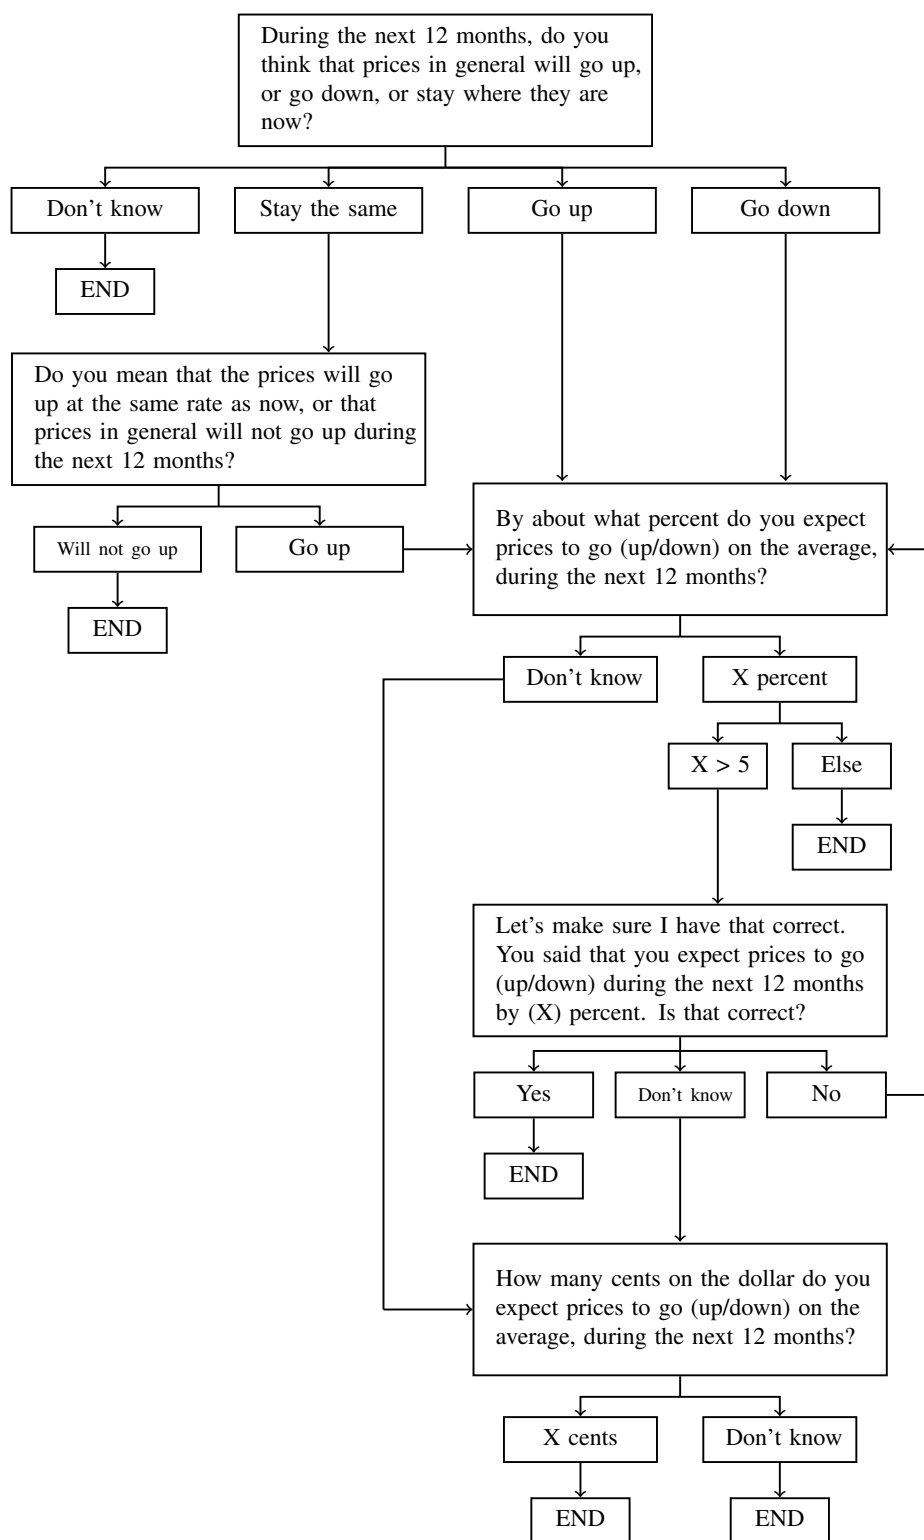 During the next 12 months, do you
think that prices in general will go up,
or go down, or stay where they are
now?
Don't know
Stay the same
Go up
Go down
END
Do you mean that the prices will go
up at the same rate as now, or that
prices in general will not go up during
the next 12 months?
Will not go up
Go up
END
By about what percent do you expect
prices to go (up/down) on the average,
during the next 12 months?
Don't know
X percent
X > 5
Else
END
Let's make sure I have that correct.
You said that you expect prices to go
(up/down) during the next 12 months
by (X) percent. Is that correct?
Yes
Don't know
No
END
How many cents on the dollar do you
expect prices to go (up/down) on the
average, during the next 12 months?
X cents
Don't know
END
END